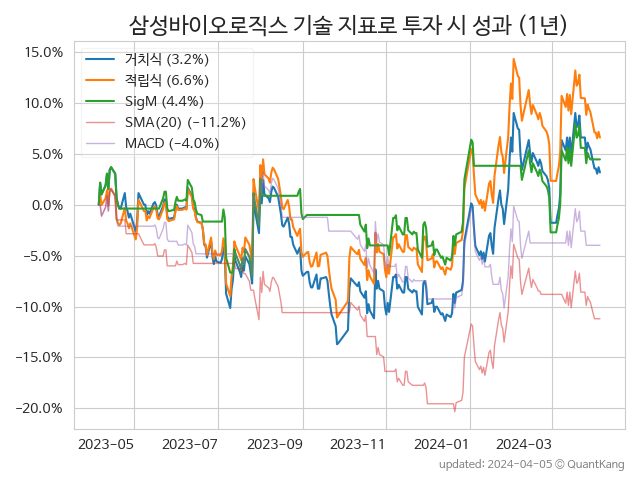 삼성바이오로직스 기술 지표로 투자 시 성과 (1년)
15.0%
10.0%
5.0%
0.0%
−5.0%
−10.0%
−15.0%
−20.0%
거치식 (3.2%)
적립식 (6.6%)
SigM (4.4%)
SMA(20) (−11.2%)
MACD (−4.0%)
2023-05 2023-07 2023-09 2023-11 2024-01 2024-03
updated: 2024-04-05 © QuantKang